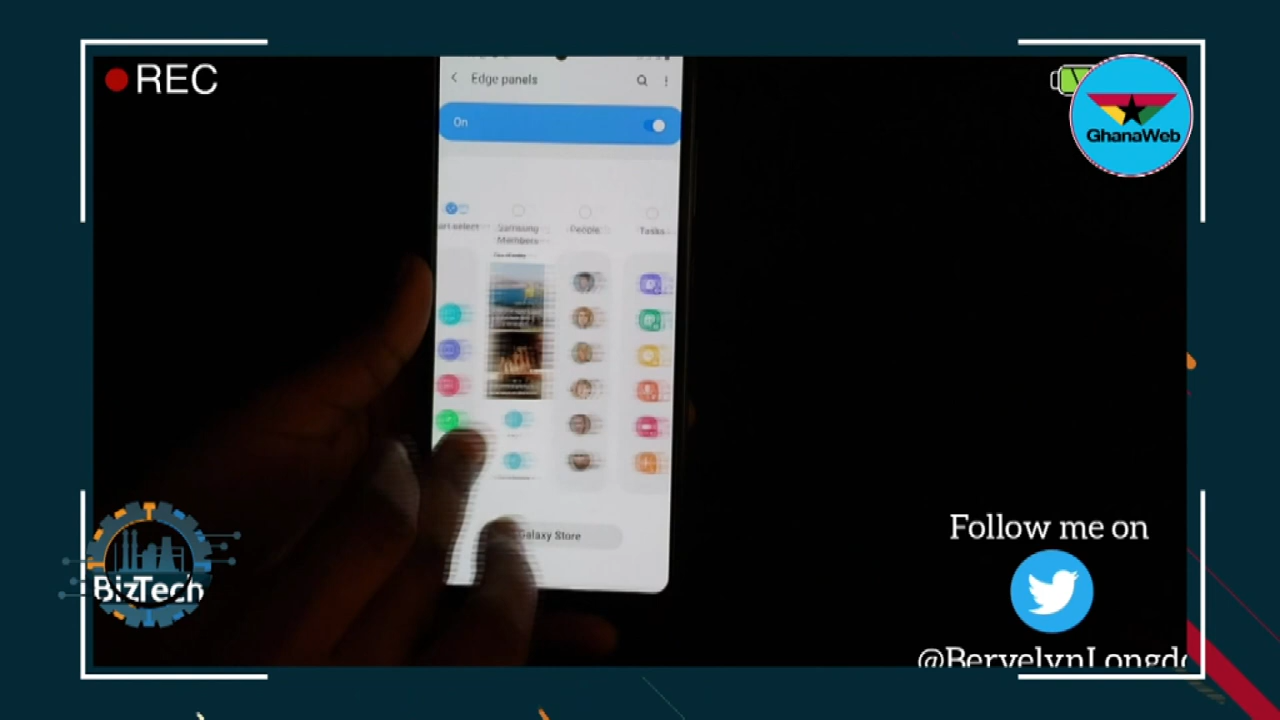 REC
Edge panels
On
GhanaWeb
Samsung
Members
People
Tasks
Galaxy Store
Follow me on
BizTech